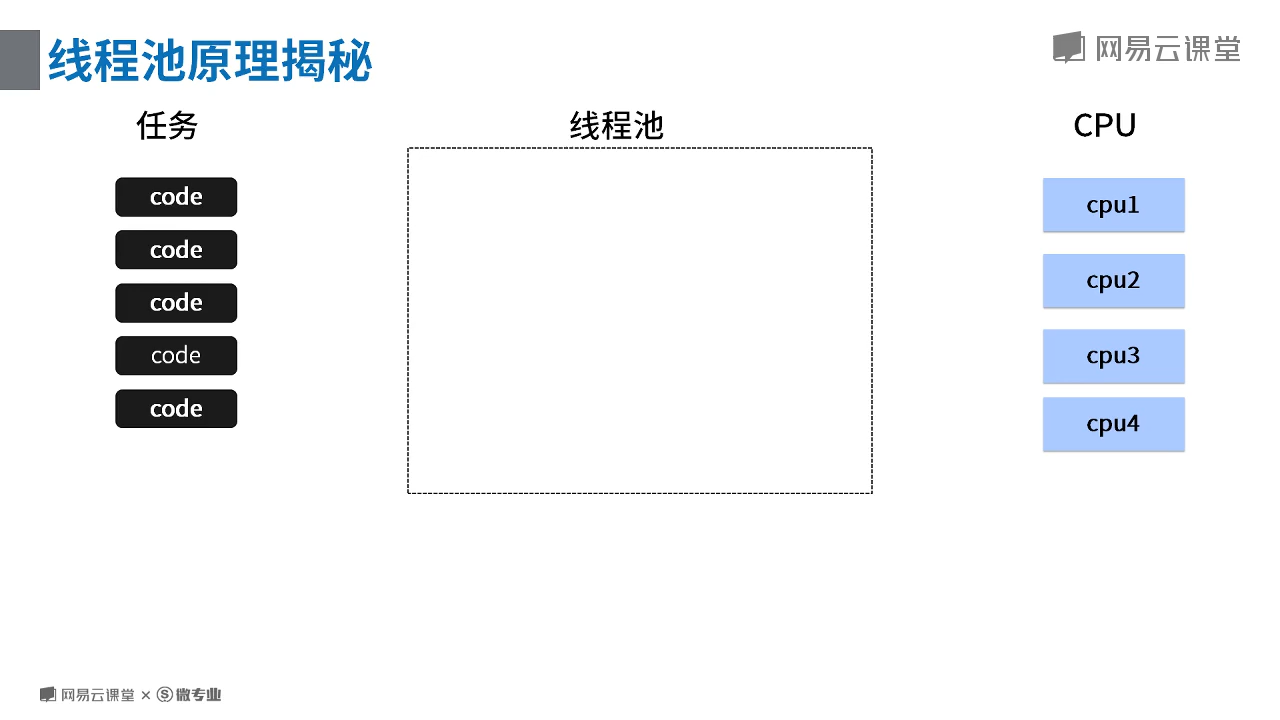 线程池原理揭秘
网易云课堂
任务
线程池
CPU
code
code
code
code
code
cpu1
cpu2
cpu3
cpu4
网易云课堂 × S 微专业